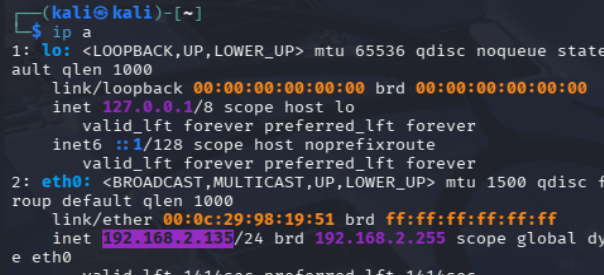 ┌──(kali㉿kali)-[~]
└─$ ip a
1: lo: <LOOPBACK,UP,LOWER_UP> mtu 65536 qdisc noqueue state
ault qlen 1000
link/loopback 00:00:00:00:00:00 brd 00:00:00:00:00:00
inet 127.0.0.1/8 scope host lo
valid_lft forever preferred_lft forever
inet6 ::1/128 scope host noprefixroute
valid_lft forever preferred_lft forever
2: eth0: <BROADCAST,MULTICAST,UP,LOWER_UP> mtu 1500 qdisc f
roup default qlen 1000
link/ether 00:0c:29:98:19:51 brd ff:ff:ff:ff:ff:ff
inet 192.168.2.135/24 brd 192.168.2.255 scope global dy
e eth0
valid_lft 1414sec preferred_lft 1414sec